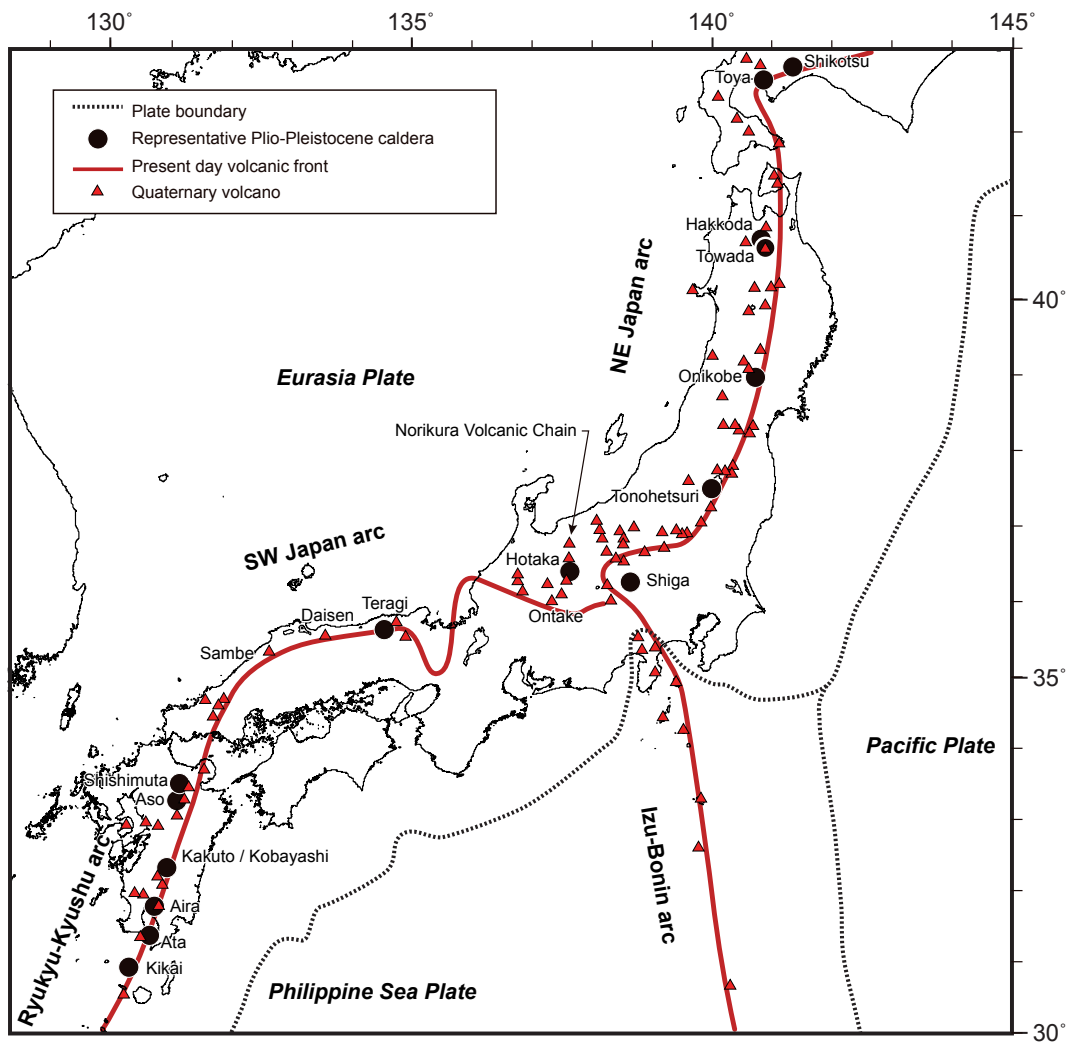 130°
135°
140°
145°
Shikotsu
Toya
Plate boundary
Representative Plio-Pleistocene caldera
Present day volcanic front
Quaternary volcano
Hakkoda
Towada
NE Japan arc
40°
Eurasia Plate
Onikobe
Norikura Volcanic Chain
Tonohetsuri
SW Japan arc
Hotaka
Shiga
Ontake
Teragi
Daisen
Sambe
35°
Pacific Plate
Shishimuta
Aso
Izu-Bonin arc
Kakuto / Kobayashi
Ryukyu-Kyushu arc
Aira
Ata
Kikai
Philippine Sea Plate
30°